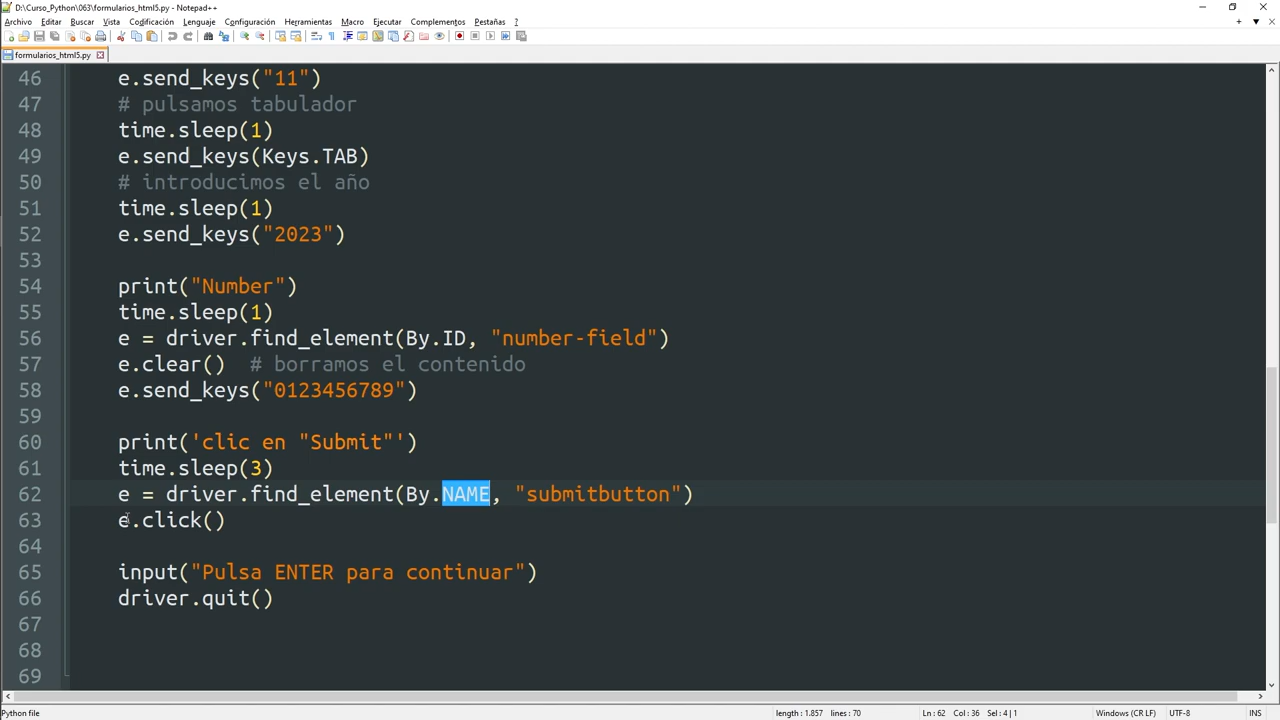 D:\Curso_Python\063\formularios_html5.py - Notepad++
Archivo Editar Buscar Vista Codificación Lenguaje Configuración Herramientas Macro Ejecutar Complementos Pestañas ?
formularios_html5.py
46 e.send_keys("11")
47 # pulsamos tabulador
48 time.sleep(1)
49 e.send_keys(Keys.TAB)
50 # introducimos el año
51 time.sleep(1)
52 e.send_keys("2023")
53
54 print("Number")
55 time.sleep(1)
56 e = driver.find_element(By.ID, "number-field")
57 e.clear()  # borramos el contenido
58 e.send_keys("0123456789")
59
60 print('clic en "Submit"')
61 time.sleep(3)
62 e = driver.find_element(By.NAME, "submitbutton")
63 e.click()
64
65 input("Pulsa ENTER para continuar")
66 driver.quit()
67
68
69
Python file length : 1.857 lines : 70 Ln : 62 Col : 36 Sel : 4 | 1 Windows (CR LF) UTF-8 INS